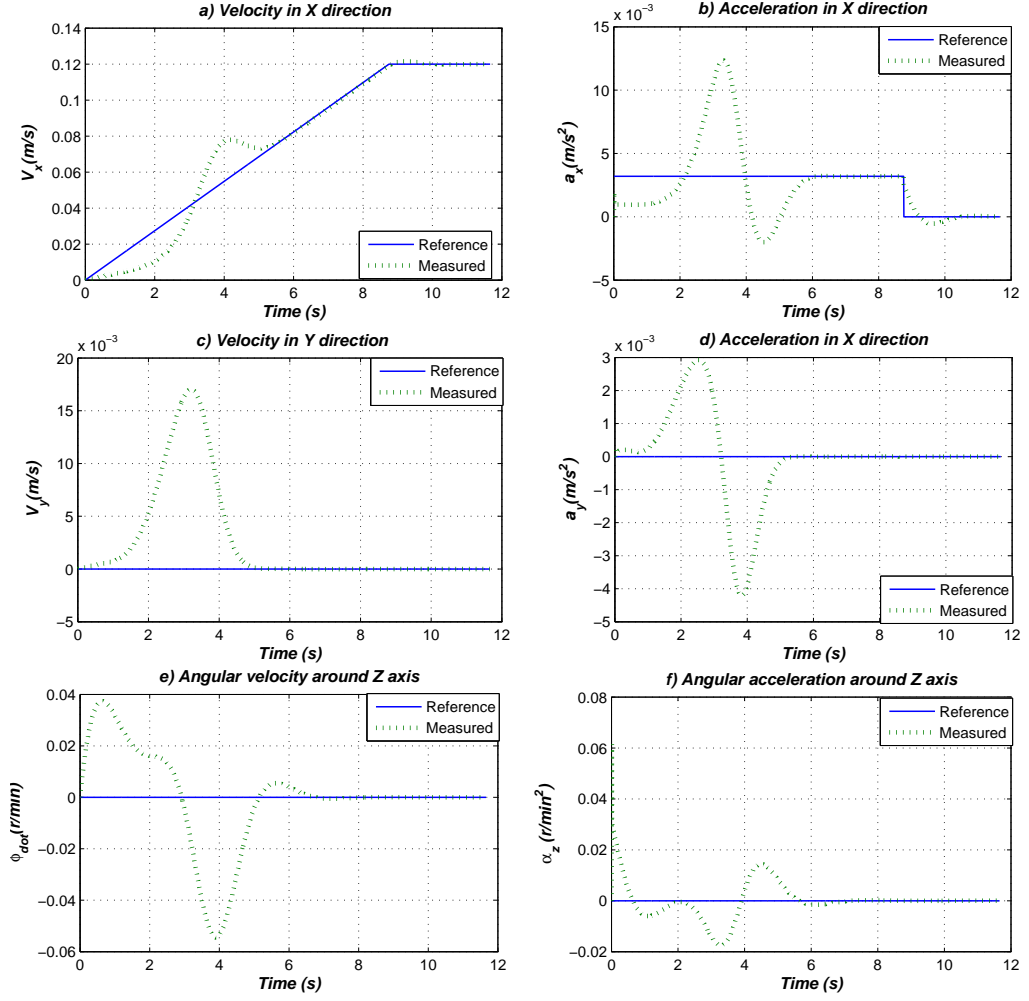 a) Velocity in X direction
0.14
0.12
0.1
0.08
0.06
0.04
0.02
0
V_x(m/s)
Reference
Measured
0 2 4 6 8 10 12
Time (s)
b) Acceleration in X direction
x 10^−3
15
10
5
0
−5
a_x(m/s^2)
Reference
Measured
0 2 4 6 8 10 12
Time (s)
c) Velocity in Y direction
x 10^−3
20
15
10
5
0
−5
V_y(m/s)
Reference
Measured
0 2 4 6 8 10 12
Time (s)
d) Acceleration in X direction
x 10^−3
3
2
1
0
−1
−2
−3
−4
−5
a_y(m/s^2)
Reference
Measured
0 2 4 6 8 10 12
Time (s)
e) Angular velocity around Z axis
0.04
0.02
0
−0.02
−0.04
−0.06
ϕ_dot(r/min)
Reference
Measured
0 2 4 6 8 10 12
Time (s)
f) Angular acceleration around Z axis
0.08
0.06
0.04
0.02
0
−0.02
α_z (r/min^2)
Reference
Measured
0 2 4 6 8 10 12
Time (s)